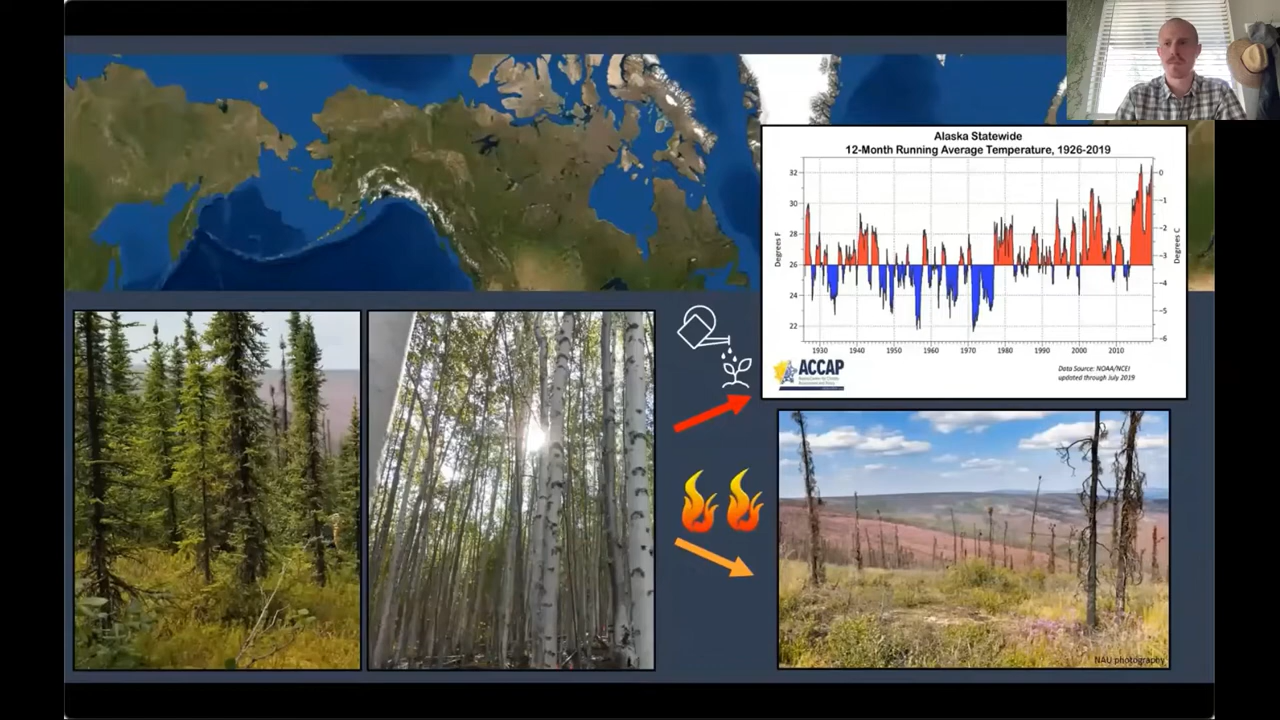 Alaska Statewide
12-Month Running Average Temperature, 1926-2019
32
30
28
26
24
22
Degrees F
0
-1
-2
-3
-4
-5
-6
Degrees C
1930 1940 1950 1960 1970 1980 1990 2000 2010
ACCAP
Data Source: NOAA/NCEI
updated through July 2019
NAU photography